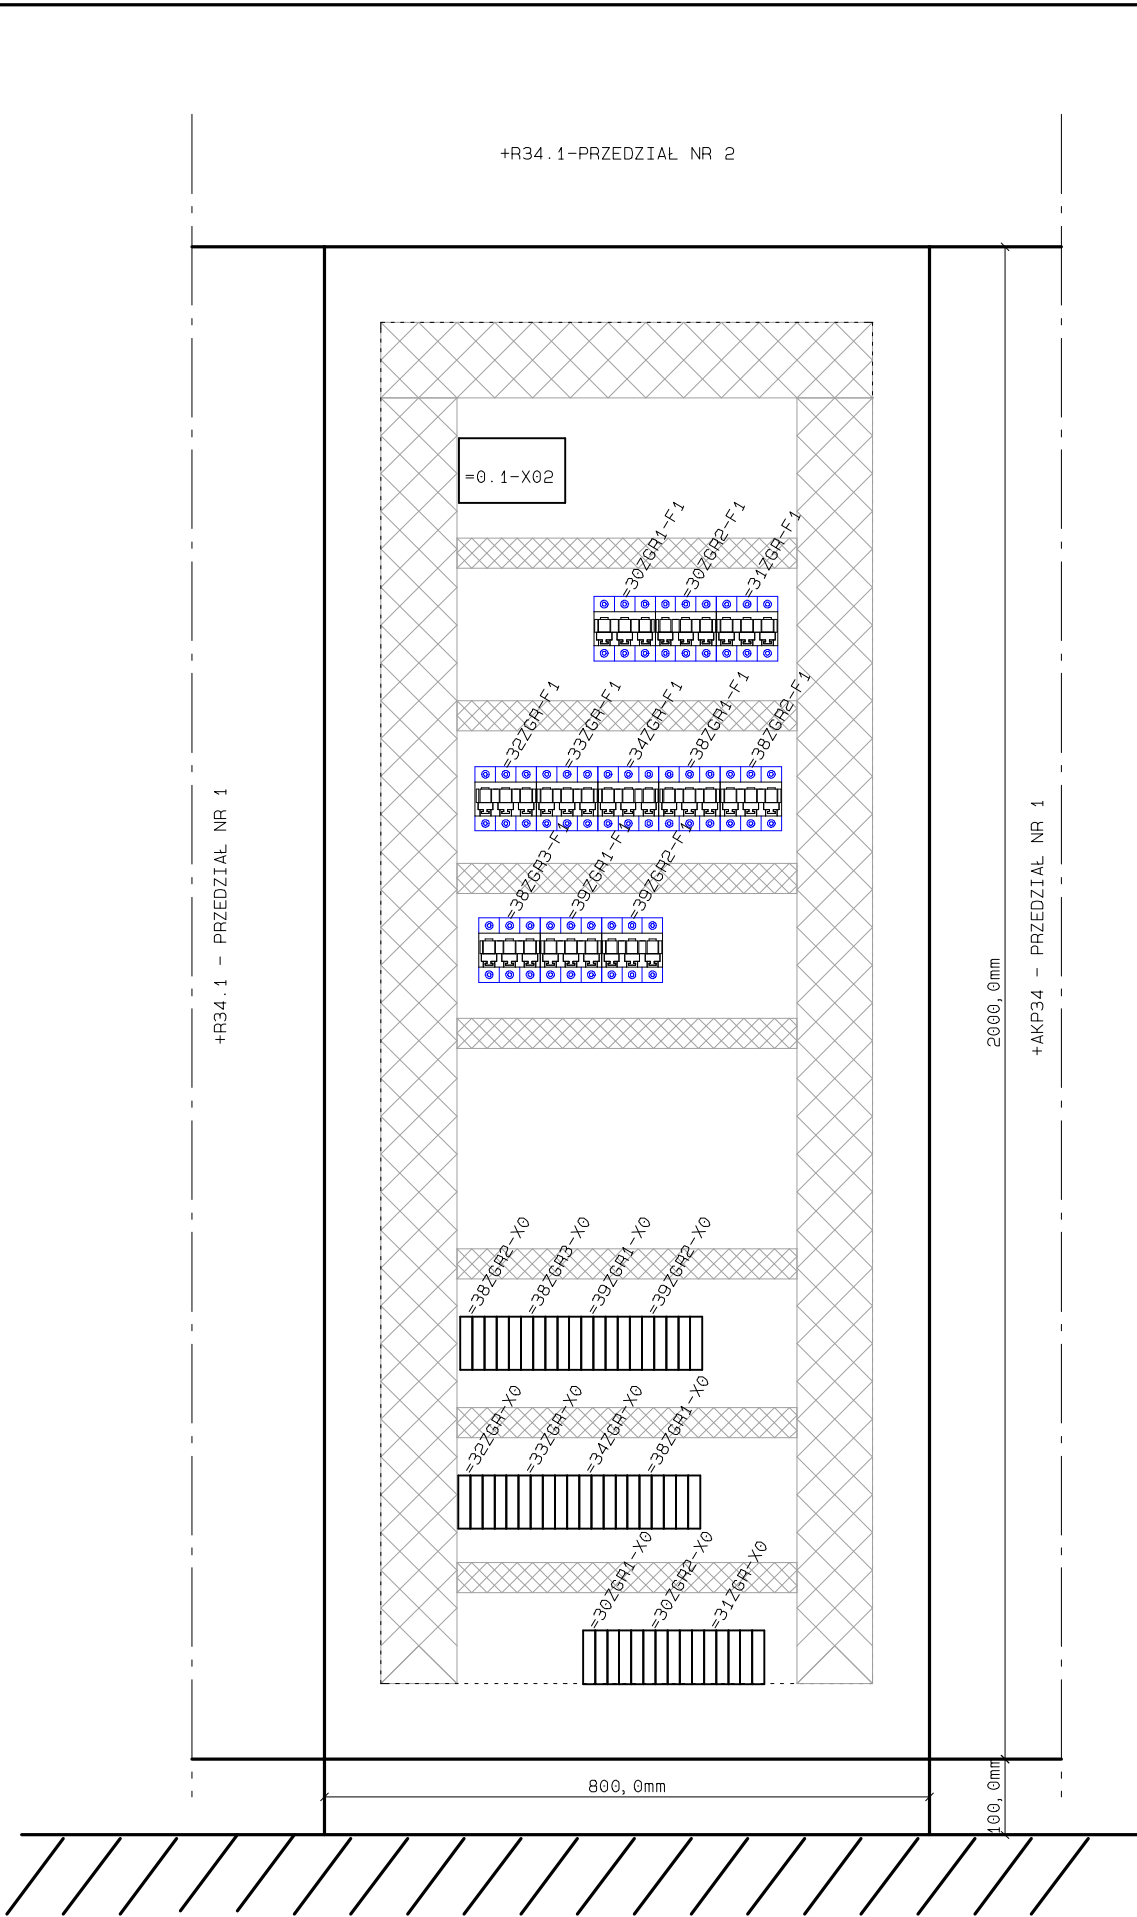 +R34.1-PRZEDZIAŁ NR 2
=0.1-X02
=30ZGR1-F1
=30ZGR2-F1
=31ZGR-F1
=32ZGR-F1
=33ZGR-F1
=34ZGR-F1
=38ZGR1-F1
=38ZGR2-F1
+R34.1 - PRZEDZIAŁ NR 1
+AKP34 - PRZEDZIAŁ NR 1
=38ZGR3-F1
=39ZGR1-F1
=39ZGR2-F1
2000,0mm
=38ZGR2-X0
=38ZGR3-X0
=39ZGR1-X0
=39ZGR2-X0
=32ZGR-X0
=33ZGR-X0
=34ZGR-X0
=38ZGR1-X0
=30ZGR1-X0
=30ZGR2-X0
=31ZGR-X0
800,0mm
100,0mm